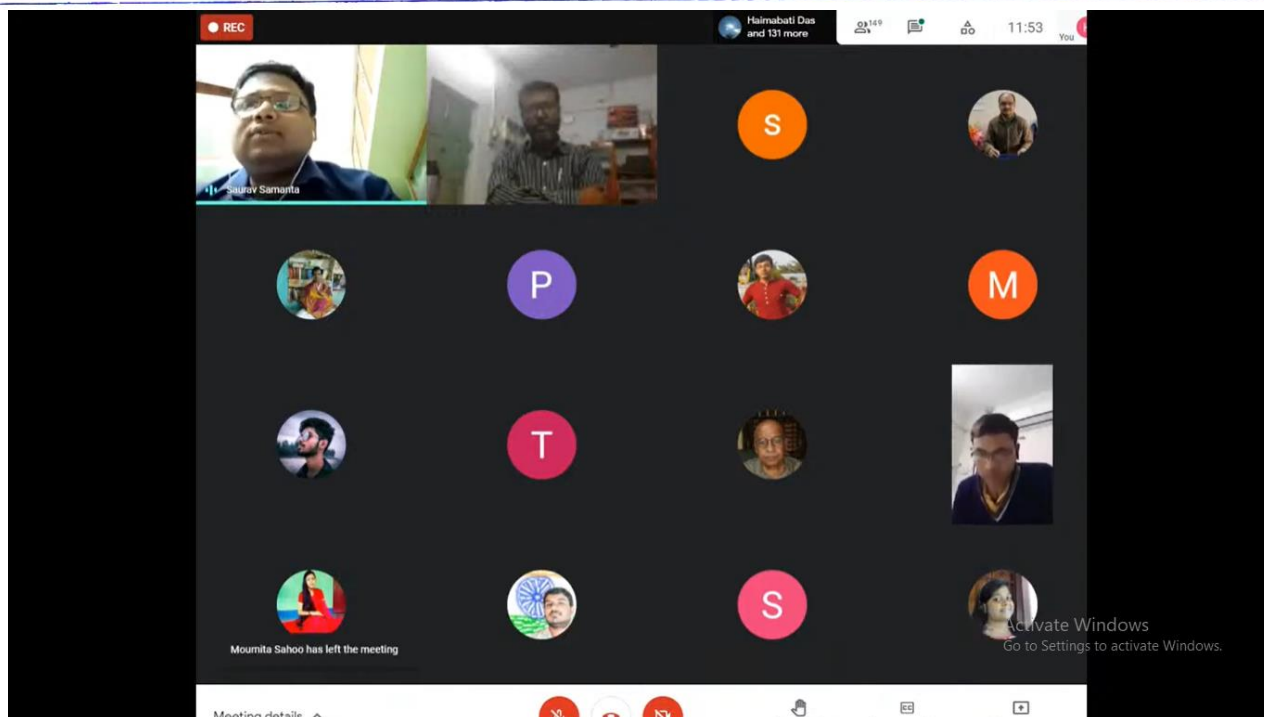 REC
Haimabati Das
and 131 more
149
11:53
You
Saurav Samanta
S
P
M
T
S
Mournita Sahoo has left the meeting
Activate Windows
Go to Settings to activate Windows.
Meeting details
CC